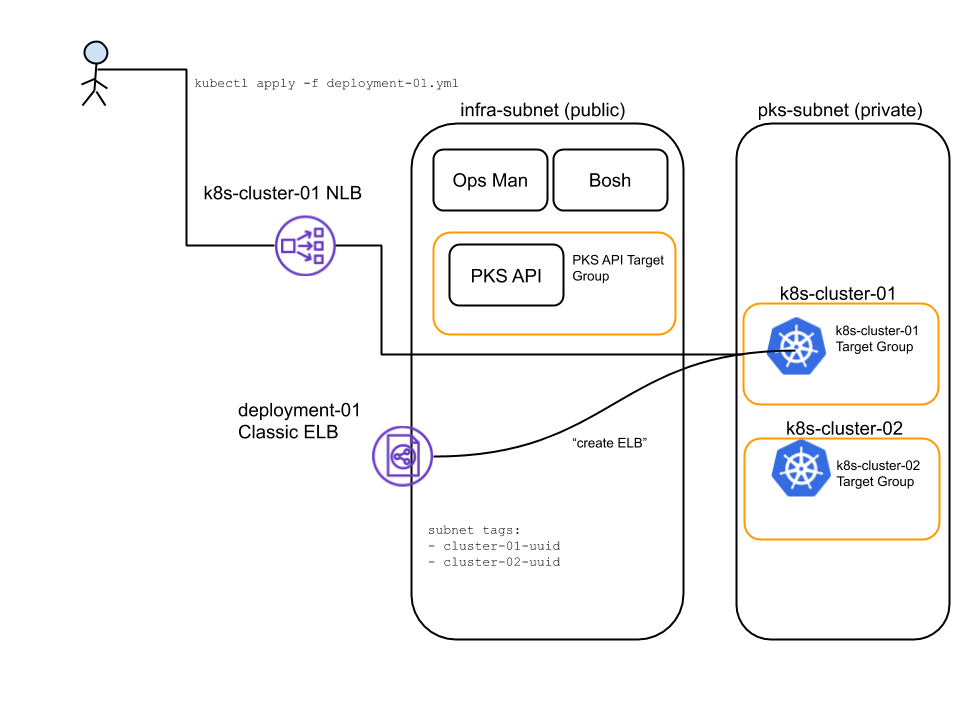 kubectl apply -f deployment-01.yml
infra-subnet (public)
pks-subnet (private)
Ops Man
Bosh
k8s-cluster-01 NLB
PKS API
PKS API Target
Group
k8s-cluster-01
k8s-cluster-01
Target Group
deployment-01
Classic ELB
“create ELB”
k8s-cluster-02
k8s-cluster-02
Target Group
subnet tags:
- cluster-01-uuid
- cluster-02-uuid